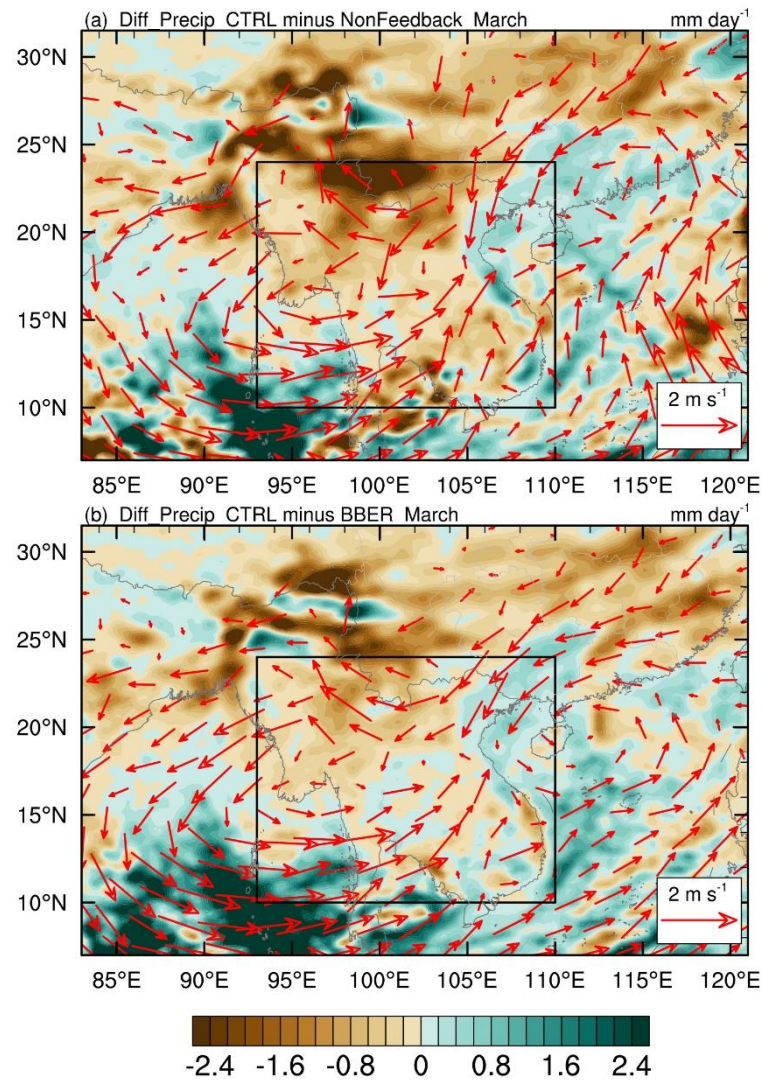 (a) Diff_Precip CTRL minus NonFeedback March mm day⁻¹
30°N
25°N
20°N
15°N
10°N
2 m s⁻¹
85°E 90°E 95°E 100°E 105°E 110°E 115°E 120°E
(b) Diff_Precip CTRL minus BBER March mm day⁻¹
30°N
25°N
20°N
15°N
10°N
2 m s⁻¹
85°E 90°E 95°E 100°E 105°E 110°E 115°E 120°E
-2.4 -1.6 -0.8 0 0.8 1.6 2.4